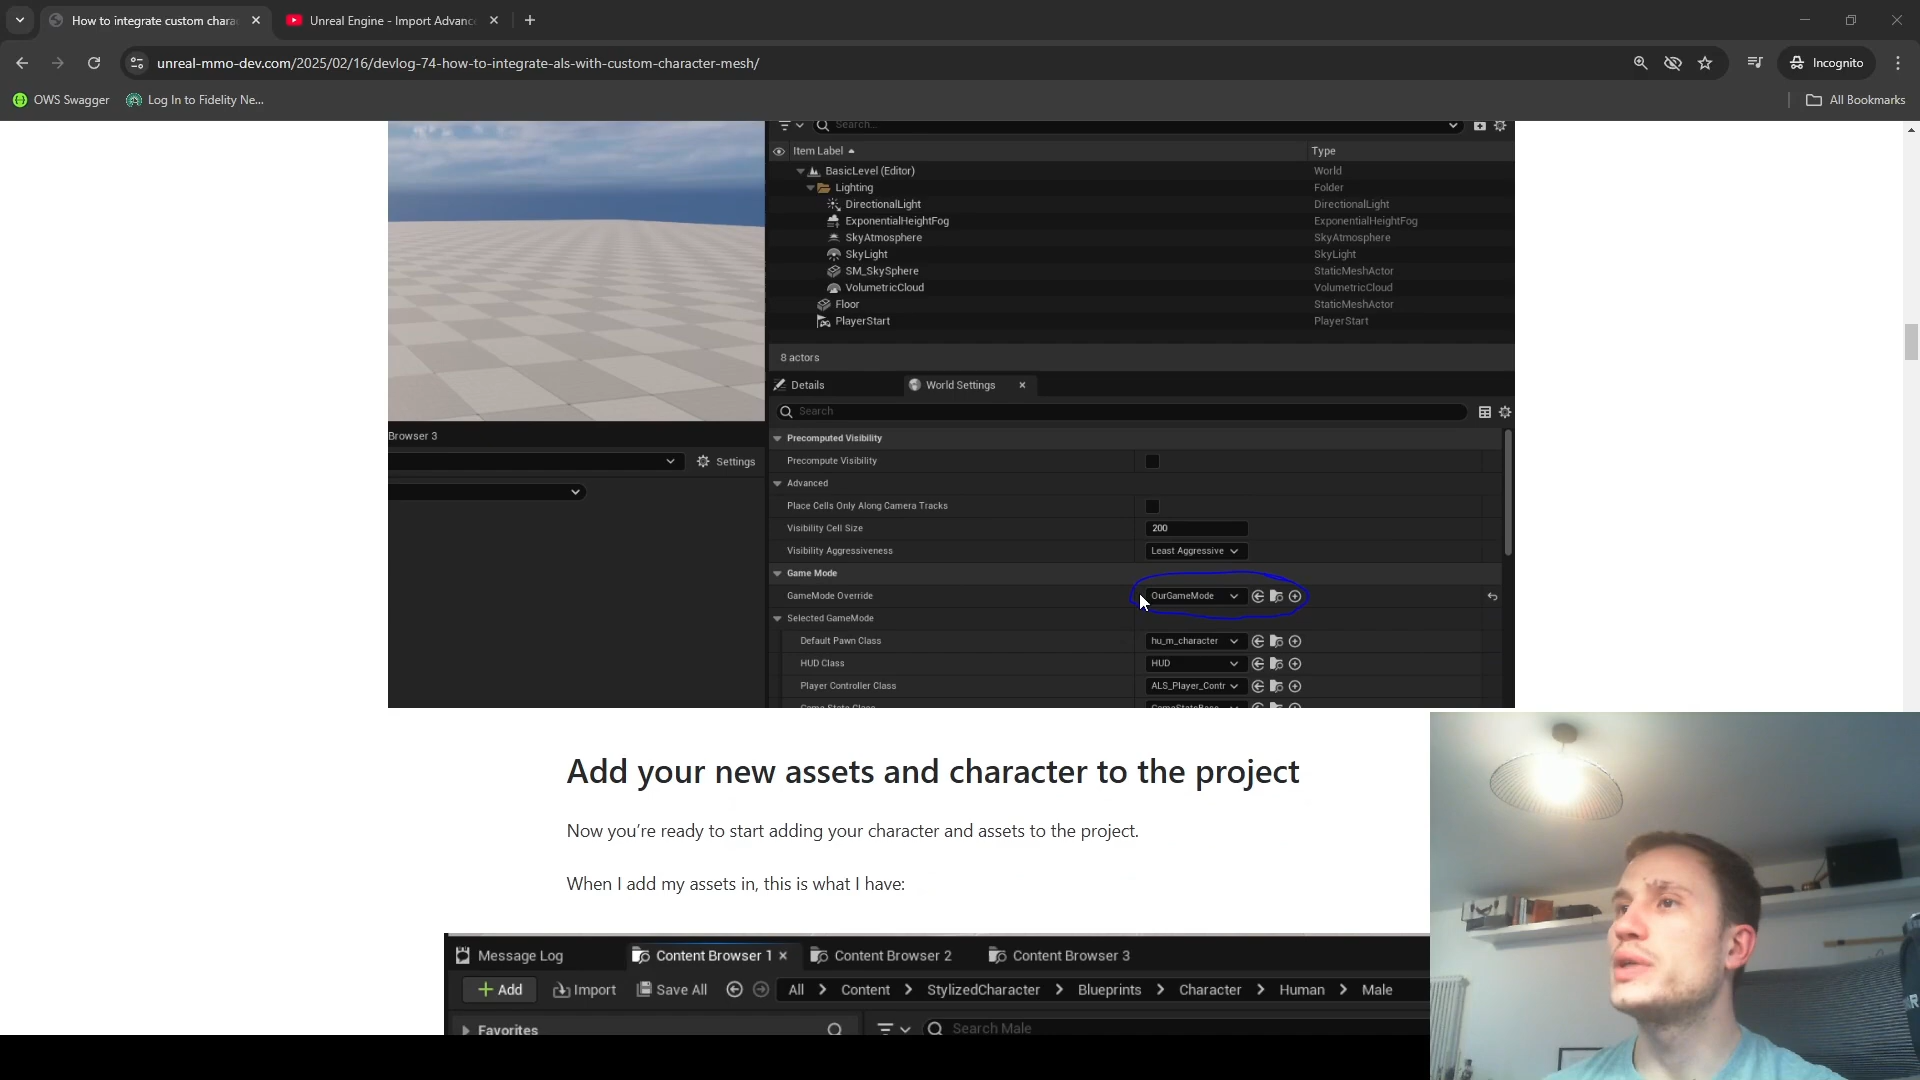 How to integrate custom chara
Unreal Engine - Import Advanc
unreal-mmo-dev.com/2025/02/16/devlog-74-how-to-integrate-als-with-custom-character-mesh/
Incognito
OWS Swagger
Log In to Fidelity Ne...
All Bookmarks
Search...
Item Label
Type
BasicLevel (Editor)
World
Lighting
Folder
DirectionalLight
DirectionalLight
ExponentialHeightFog
ExponentialHeightFog
SkyAtmosphere
SkyAtmosphere
SkyLight
SkyLight
SM_SkySphere
StaticMeshActor
VolumetricCloud
VolumetricCloud
Floor
StaticMeshActor
PlayerStart
PlayerStart
8 actors
Details
World Settings
Search
Browser 3
Settings
Precomputed Visibility
Precompute Visibility
Advanced
Place Cells Only Along Camera Tracks
Visibility Cell Size
200
Visibility Aggressiveness
Least Aggressive
Game Mode
GameMode Override
OurGameMode
Selected GameMode
Default Pawn Class
hu_m_character
HUD Class
HUD
Player Controller Class
ALS_Player_Contr
Game State Class
GameStateBase
Add your new assets and character to the project
Now you're ready to start adding your character and assets to the project.
When I add my assets in, this is what I have:
Message Log
Content Browser 1
Content Browser 2
Content Browser 3
Add
Import
Save All
All > Content > StylizedCharacter > Blueprints > Character > Human > Male
Favorites
Search Male